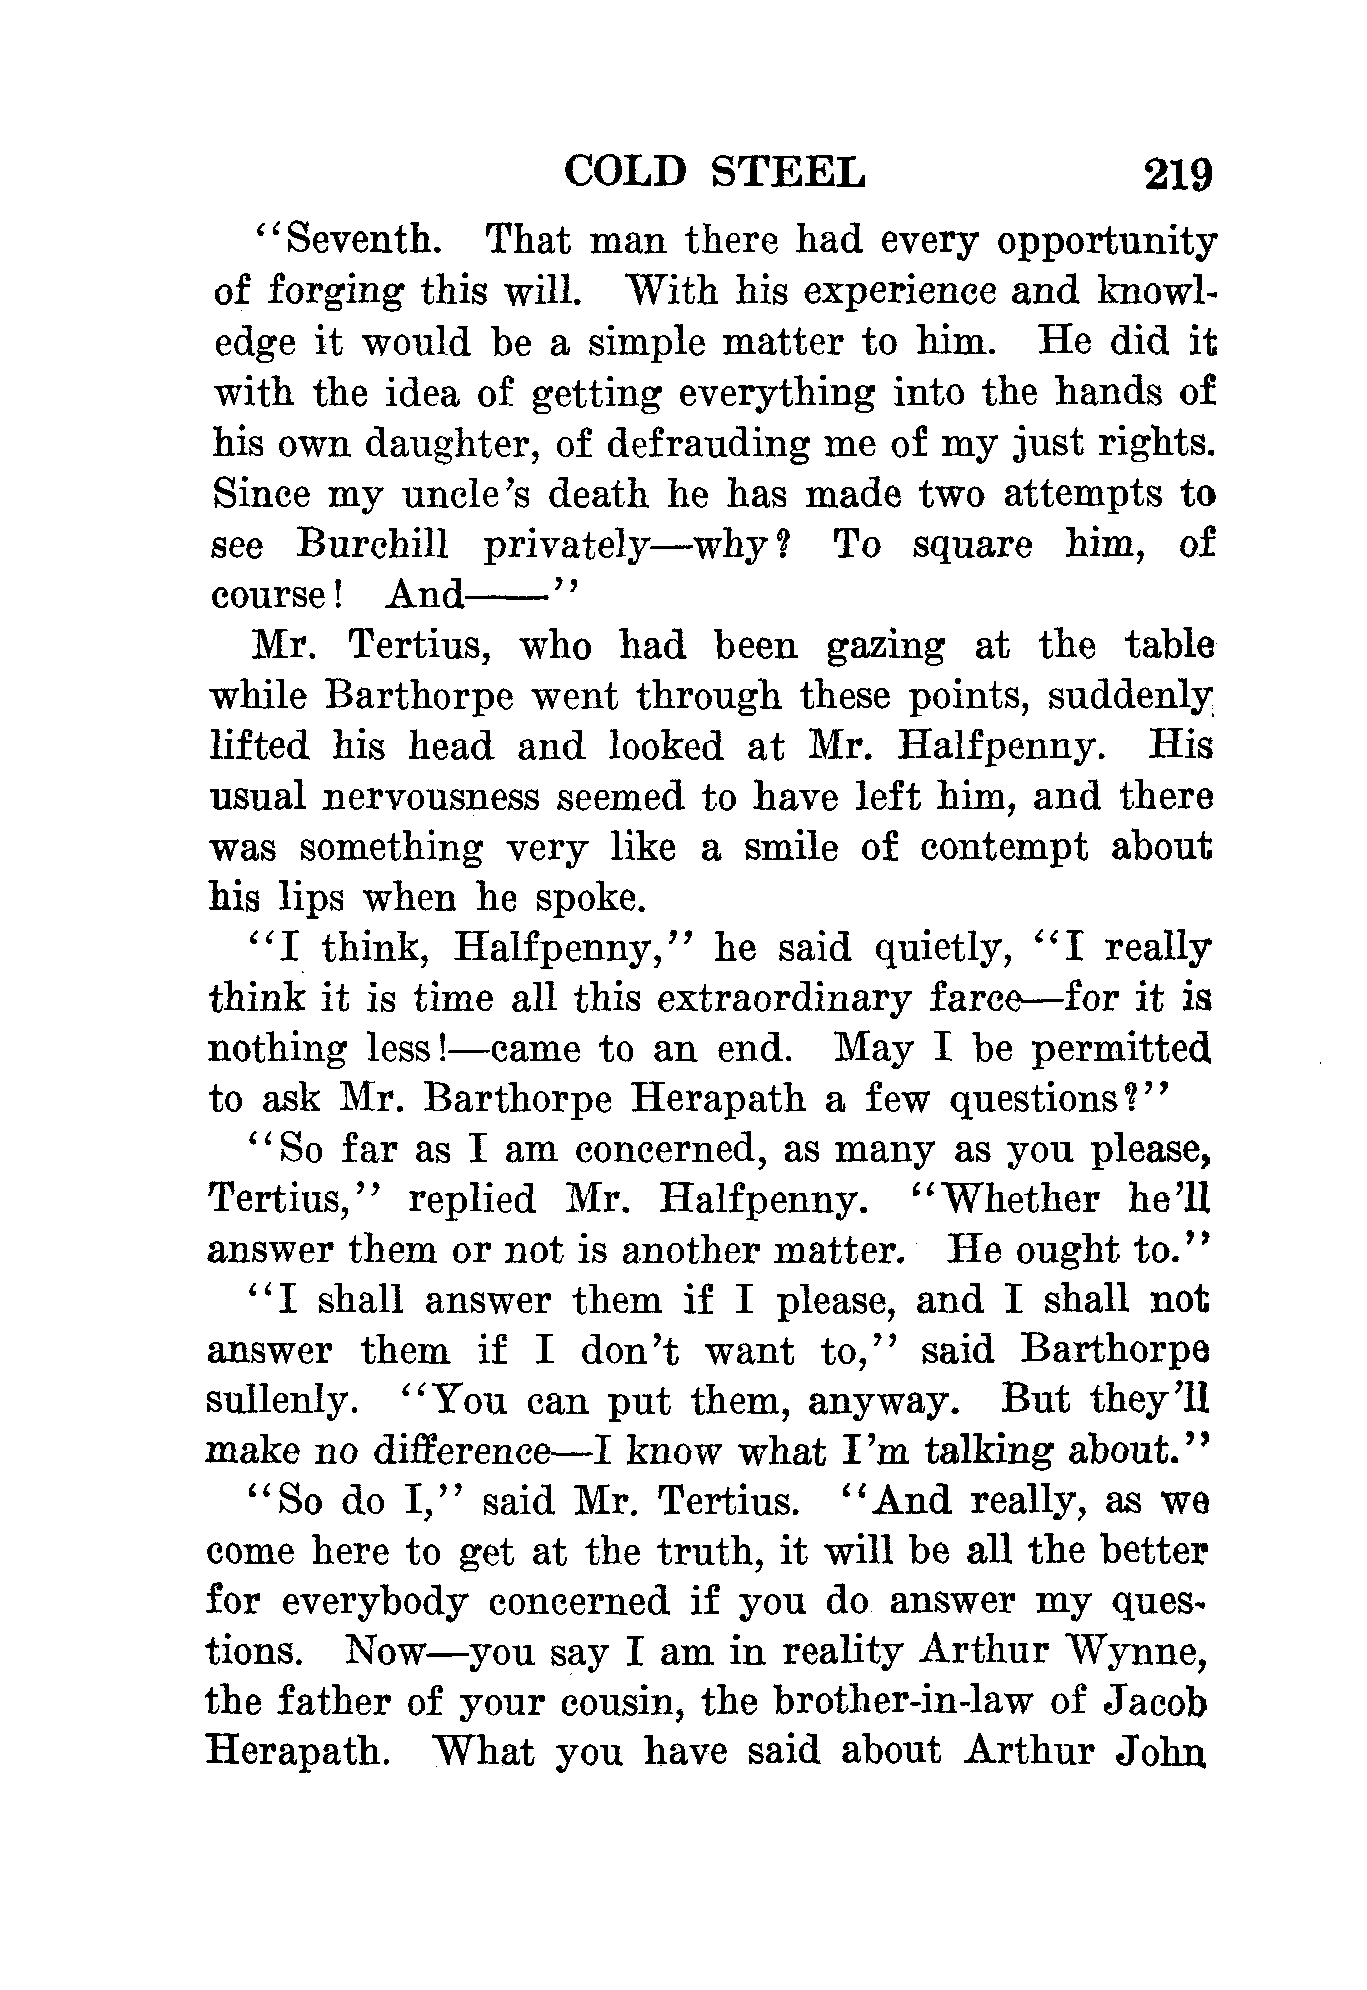 COLD STEEL 219
"Seventh. That man there had every opportunity
of forging this will. With his experience and knowl-
edge it would be a simple matter to him. He did it
with the idea of getting everything into the hands of
his own daughter, of defrauding me of my just rights.
Since my uncle's death he has made two attempts to
see Burchill privately—why? To square him, of
course! And——"
Mr. Tertius, who had been gazing at the table
while Barthorpe went through these points, suddenly
lifted his head and looked at Mr. Halfpenny. His
usual nervousness seemed to have left him, and there
was something very like a smile of contempt about
his lips when he spoke.
"I think, Halfpenny," he said quietly, "I really
think it is time all this extraordinary farce—for it is
nothing less!—came to an end. May I be permitted
to ask Mr. Barthorpe Herapath a few questions?"
"So far as I am concerned, as many as you please,
Tertius," replied Mr. Halfpenny. "Whether he'll
answer them or not is another matter. He ought to."
"I shall answer them if I please, and I shall not
answer them if I don't want to," said Barthorpe
sullenly. "You can put them, anyway. But they'll
make no difference—I know what I'm talking about."
"So do I," said Mr. Tertius. "And really, as we
come here to get at the truth, it will be all the better
for everybody concerned if you do answer my ques-
tions. Now—you say I am in reality Arthur Wynne,
the father of your cousin, the brother-in-law of Jacob
Herapath. What you have said about Arthur John